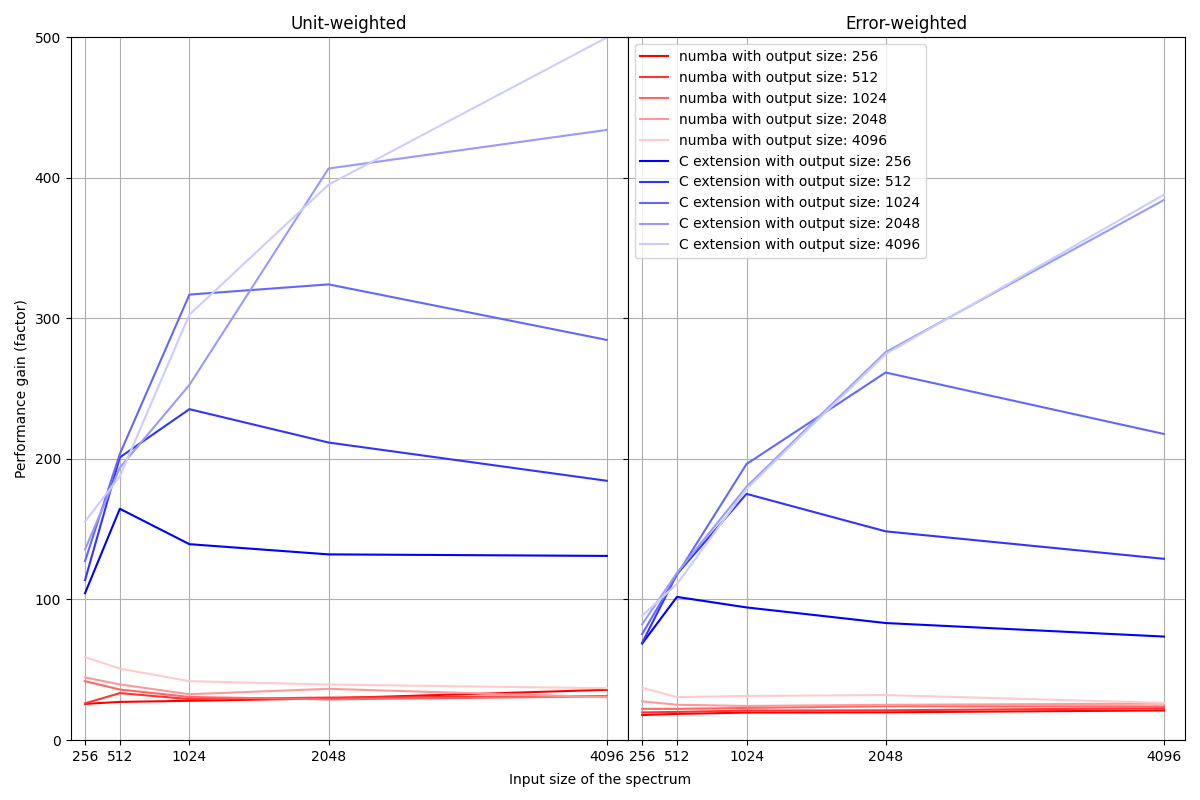 Unit-weighted
Error-weighted
500
400
300
200
100
0
Performance gain (factor)
numba with output size: 256
numba with output size: 512
numba with output size: 1024
numba with output size: 2048
numba with output size: 4096
C extension with output size: 256
C extension with output size: 512
C extension with output size: 1024
C extension with output size: 2048
C extension with output size: 4096
256 512 1024 2048 4096
256 512 1024 2048 4096
Input size of the spectrum